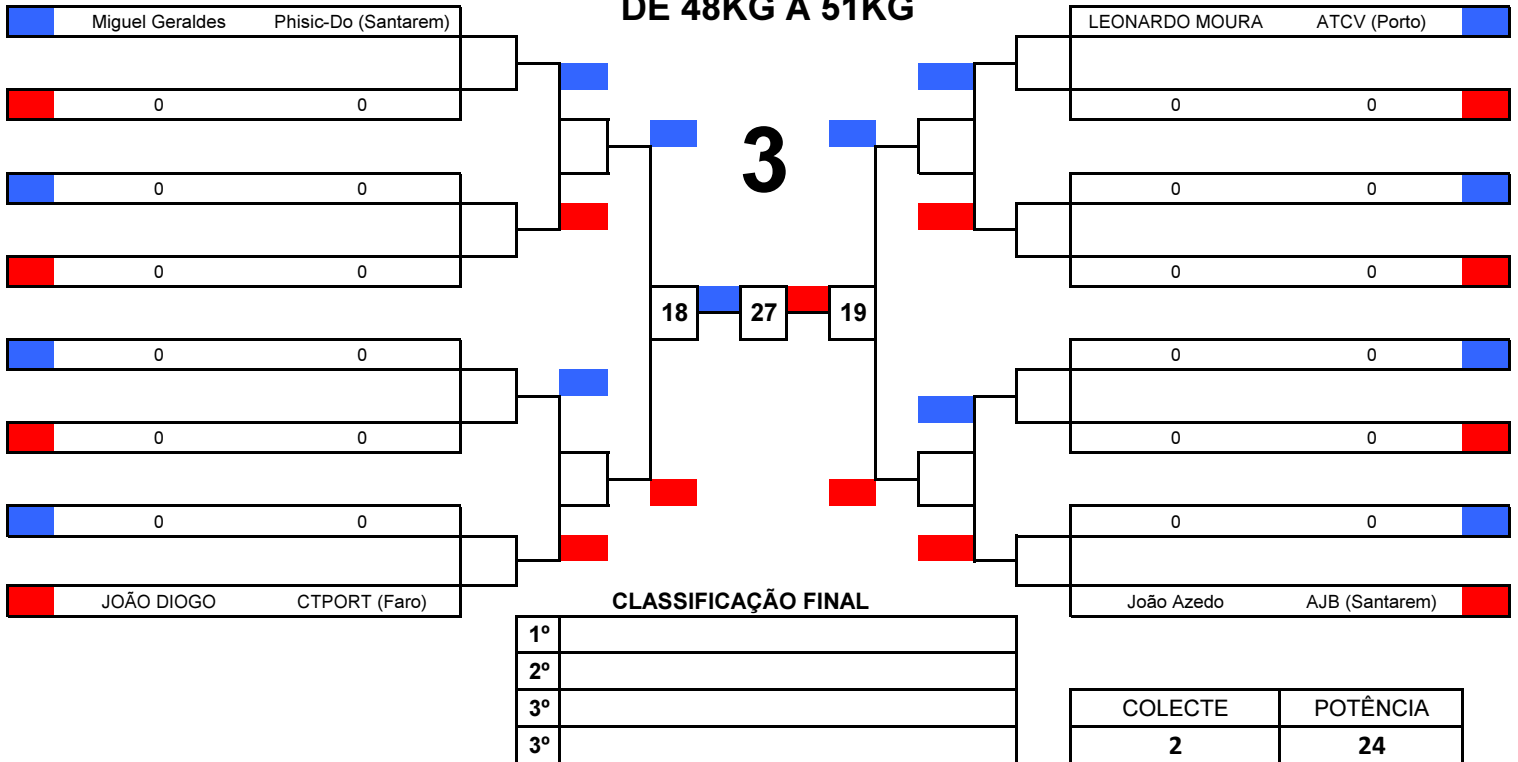 DE 48KG A 51KG
Miguel Geraldes Phisic-Do (Santarem)
LEONARDO MOURA ATCV (Porto)
0 0
0 0
3
0 0
0 0
0 0
0 0
18 27 19
0 0
0 0
0 0
0 0
0 0
0 0
JOÃO DIOGO CTPORT (Faro)
João Azedo AJB (Santarem)
CLASSIFICAÇÃO FINAL
1º
2º
3º
3º
COLECTE POTÊNCIA
2 24